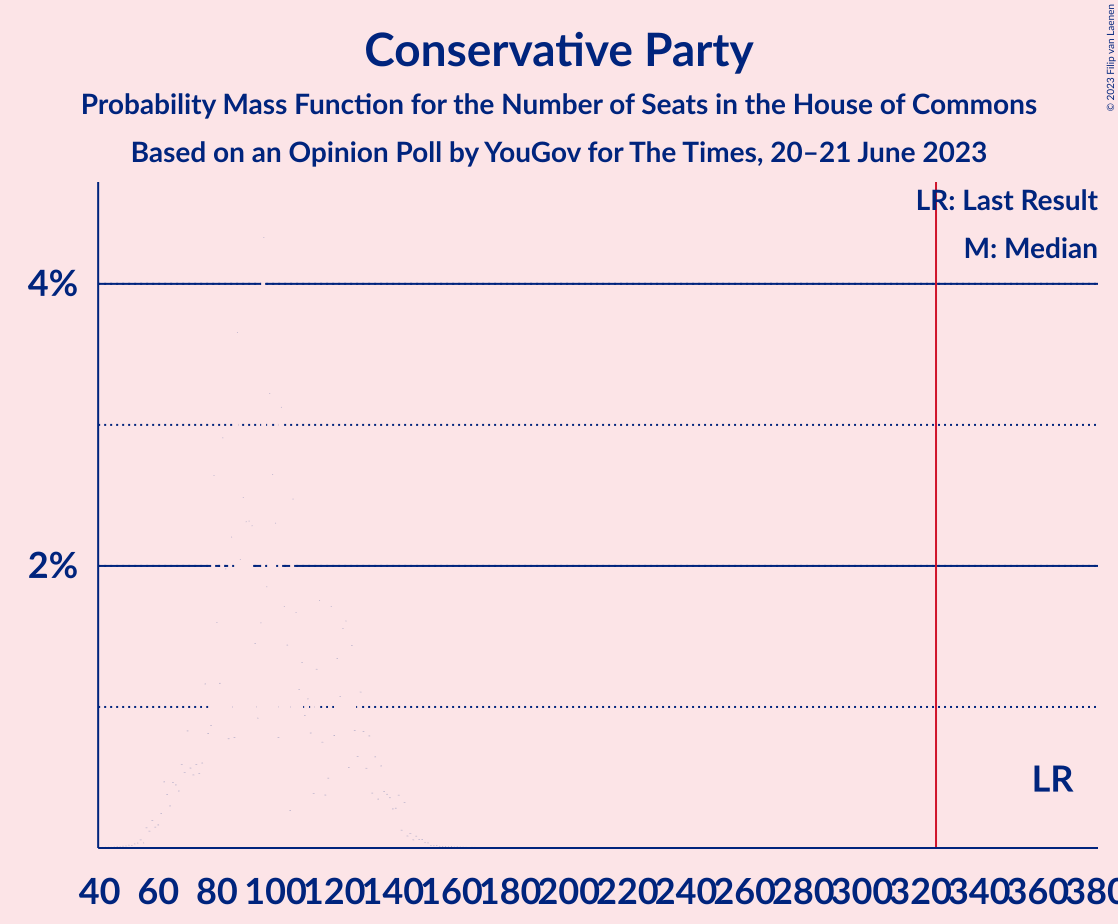 Conservative Party
Probability Mass Function for the Number of Seats in the House of Commons
Based on an Opinion Poll by YouGov for The Times, 20–21 June 2023
© 2023 Filip van Laenen
LR: Last Result
M: Median
4%
2%
LR
40 60 80 100 120 140 160 180 200 220 240 260 280 300 320 340 360 380